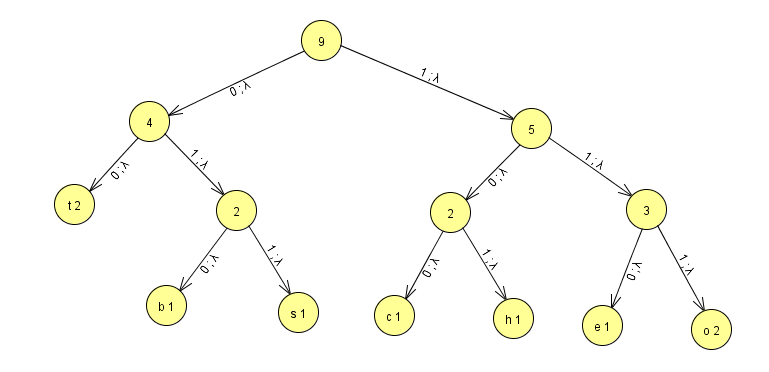 9
0 ; λ
1 ; λ
4
5
0 ; λ
1 ; λ
0 ; λ
1 ; λ
t 2
2
2
3
0 ; λ
1 ; λ
0 ; λ
1 ; λ
0 ; λ
1 ; λ
b 1
s 1
c 1
h 1
e 1
o 2